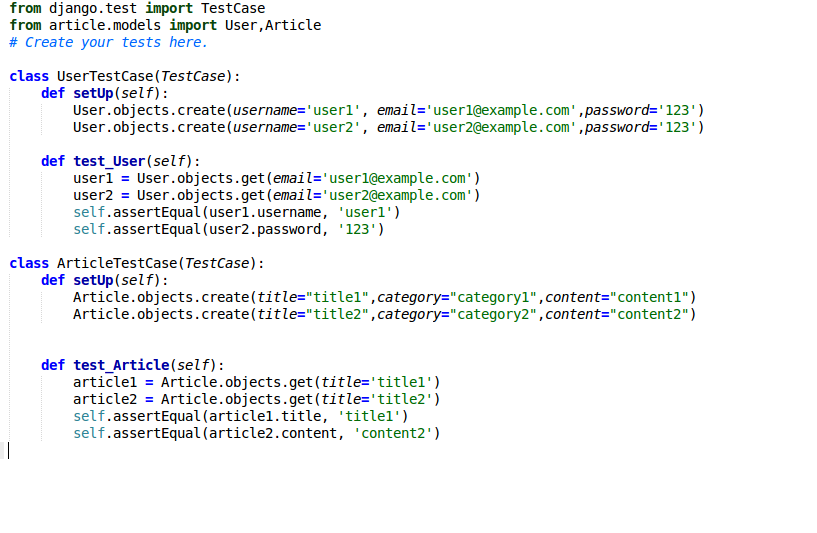 from django.test import TestCase
from article.models import User,Article
# Create your tests here.
class UserTestCase(TestCase):
def setUp(self):
User.objects.create(username='user1', email='user1@example.com',password='123')
User.objects.create(username='user2', email='user2@example.com',password='123')
def test_User(self):
user1 = User.objects.get(email='user1@example.com')
user2 = User.objects.get(email='user2@example.com')
self.assertEqual(user1.username, 'user1')
self.assertEqual(user2.password, '123')
class ArticleTestCase(TestCase):
def setUp(self):
Article.objects.create(title="title1",category="category1",content="content1")
Article.objects.create(title="title2",category="category2",content="content2")
def test_Article(self):
article1 = Article.objects.get(title='title1')
article2 = Article.objects.get(title='title2')
self.assertEqual(article1.title, 'title1')
self.assertEqual(article2.content, 'content2')